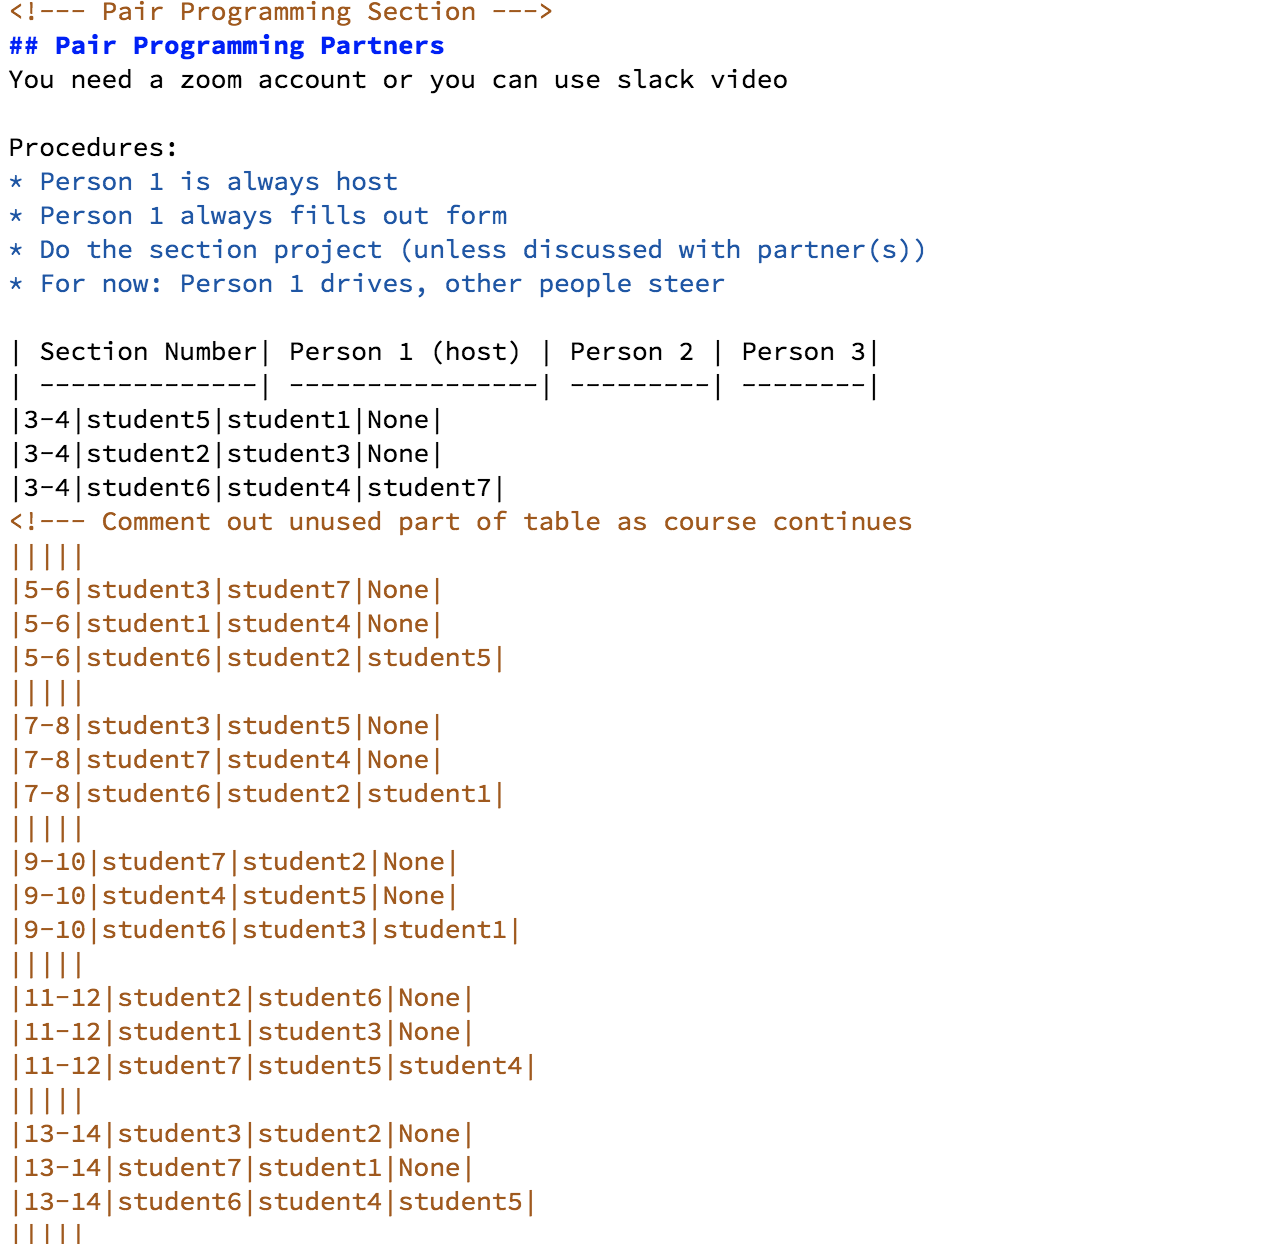 <!--- Pair Programming Section --->
## Pair Programming Partners
You need a zoom account or you can use slack video
Procedures:
* Person 1 is always host
* Person 1 always fills out form
* Do the section project (unless discussed with partner(s))
* For now: Person 1 drives, other people steer
| Section Number| Person 1 (host) | Person 2 | Person 3|
| --------------| ----------------| ---------| --------|
|3-4|student5|student1|None|
|3-4|student2|student3|None|
|3-4|student6|student4|student7|
<!--- Comment out unused part of table as course continues
|||||
|5-6|student3|student7|None|
|5-6|student1|student4|None|
|5-6|student6|student2|student5|
|||||
|7-8|student3|student5|None|
|7-8|student7|student4|None|
|7-8|student6|student2|student1|
|||||
|9-10|student7|student2|None|
|9-10|student4|student5|None|
|9-10|student6|student3|student1|
|||||
|11-12|student2|student6|None|
|11-12|student1|student3|None|
|11-12|student7|student5|student4|
|||||
|13-14|student3|student2|None|
|13-14|student7|student1|None|
|13-14|student6|student4|student5|
|||||